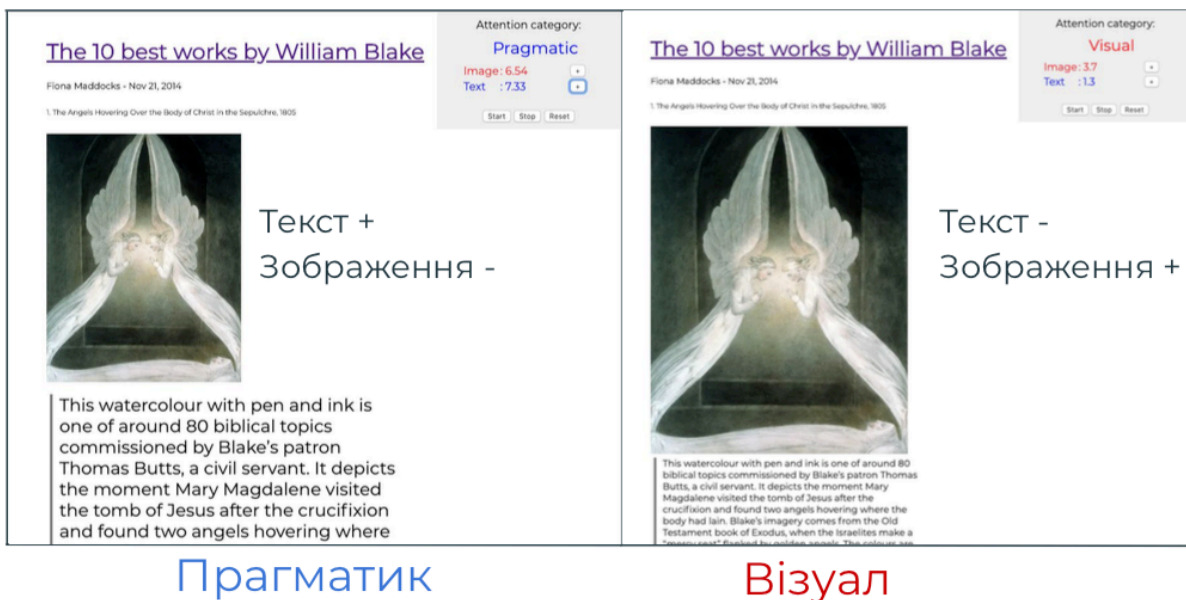 The 10 best works by William Blake
Fiona Maddocks - Nov 21, 2014
1. The Angels Hovering Over the Body of Christ in the Sepulchre, 1805
Attention category:
Pragmatic
Image: 6.54 +
Text : 7.33 +
Start Stop Reset
Текст +
Зображення -
This watercolour with pen and ink is
one of around 80 biblical topics
commissioned by Blake's patron
Thomas Butts, a civil servant. It depicts
the moment Mary Magdalene visited
the tomb of Jesus after the crucifixion
and found two angels hovering where
Прагматик
The 10 best works by William Blake
Fiona Maddocks - Nov 21, 2014
1. The Angels Hovering Over the Body of Christ in the Sepulchre, 1805
Attention category:
Visual
Image: 3.7 +
Text : 1.3 +
Start Stop Reset
Текст -
Зображення +
This watercolour with pen and ink is one of around 80
biblical topics commissioned by Blake's patron Thomas
Butts, a civil servant. It depicts the moment Mary
Magdalene visited the tomb of Jesus after the
crucifixion and found two angels hovering where the
body had lain. Blake's imagery comes from the Old
Testament book of Exodus, when the Israelites make a
"mercy seat" flanked by golden angels. The colours are
Візуал